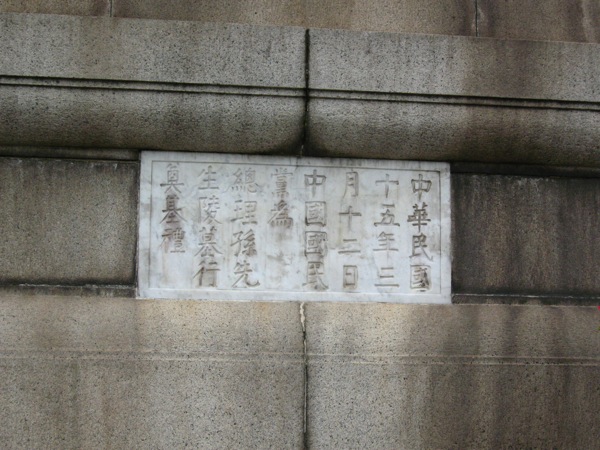 中華民國
十五年三
月十二日
中國國民
黨為
總理孫先
生陵墓行
奠基禮